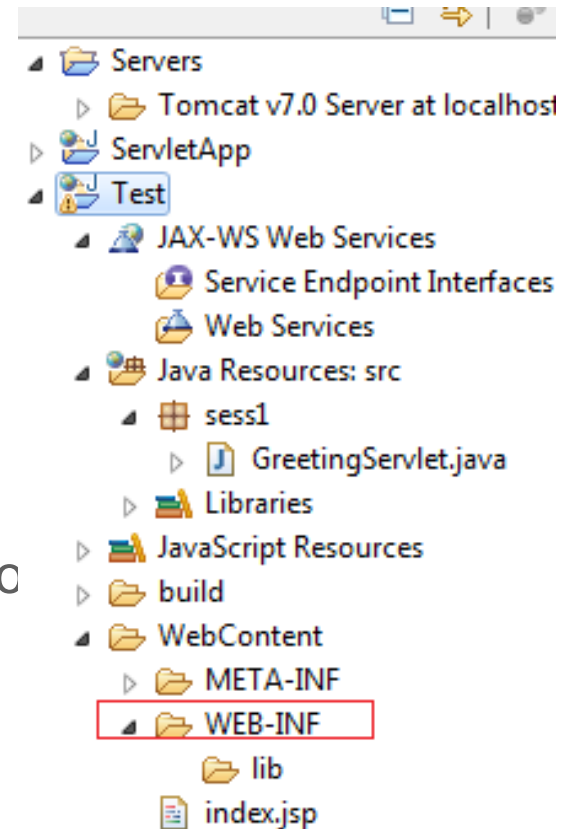 Servers
Tomcat v7.0 Server at localhost
ServletApp
Test
JAX-WS Web Services
Service Endpoint Interfaces
Web Services
Java Resources: src
sess1
GreetingServlet.java
Libraries
JavaScript Resources
build
WebContent
META-INF
WEB-INF
lib
index.jsp